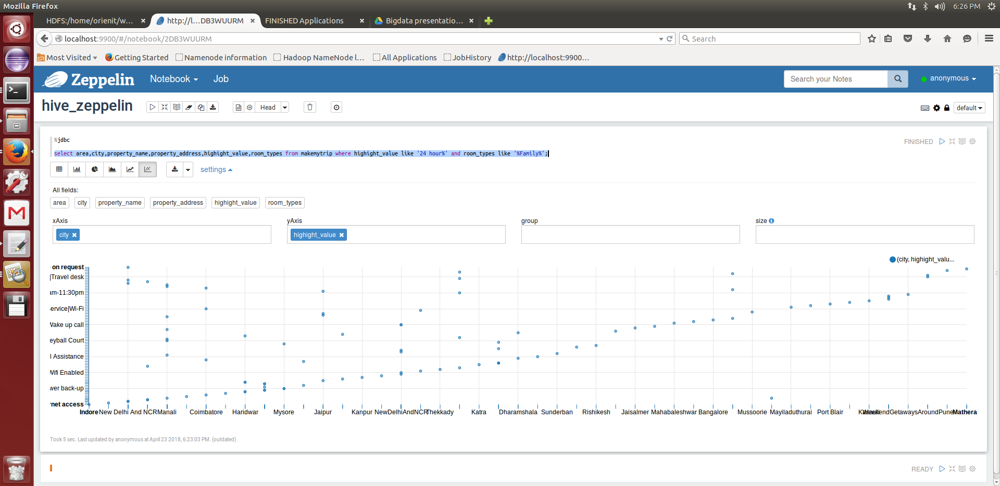 Mozilla Firefox
6:26 PM
HDFS:/home/orienit/w...
http://l...DB3WUURM
FINISHED Applications
Bigdata presentatio...
localhost:9900/#/notebook/2DB3WUURM
Search
Most Visited
Getting Started
Namenode information
Hadoop NameNode l...
All Applications
JobHistory
http://localhost:9900...
Zeppelin
Notebook
Job
Search your Notes
anonymous
hive_zeppelin
Head
default
%jdbc
FINISHED
select area,city,property_name,property_address,highight_value,room_types from makemytrip where highight_value like '24 hour%' and room_types like '%Family%';
settings
All fields:
area
city
property_name
property_address
highight_value
room_types
xAxis
yAxis
group
size
city
highight_value
(city, highight_valu...
on request
|Travel desk
am-11:30pm
ervice|Wi-Fi
Wake up call
eyball Court
l Assistance
Wifi Enabled
wer back-up
rnet access
Indore New Delhi And NCR Manali Coimbatore Haridwar Mysore Jaipur Kanpur NewDelhiAndNCR Thekkady Katra Dharamshala Sunderban Rishikesh Jaisalmer Mahabaleshwar Bangalore Mussoorie Mayiladuthurai Port Blair Kasauli WeekendGetawaysAroundPune Mathera
Took 5 sec. Last updated by anonymous at April 23 2018, 6:23:03 PM. (outdated)
READY